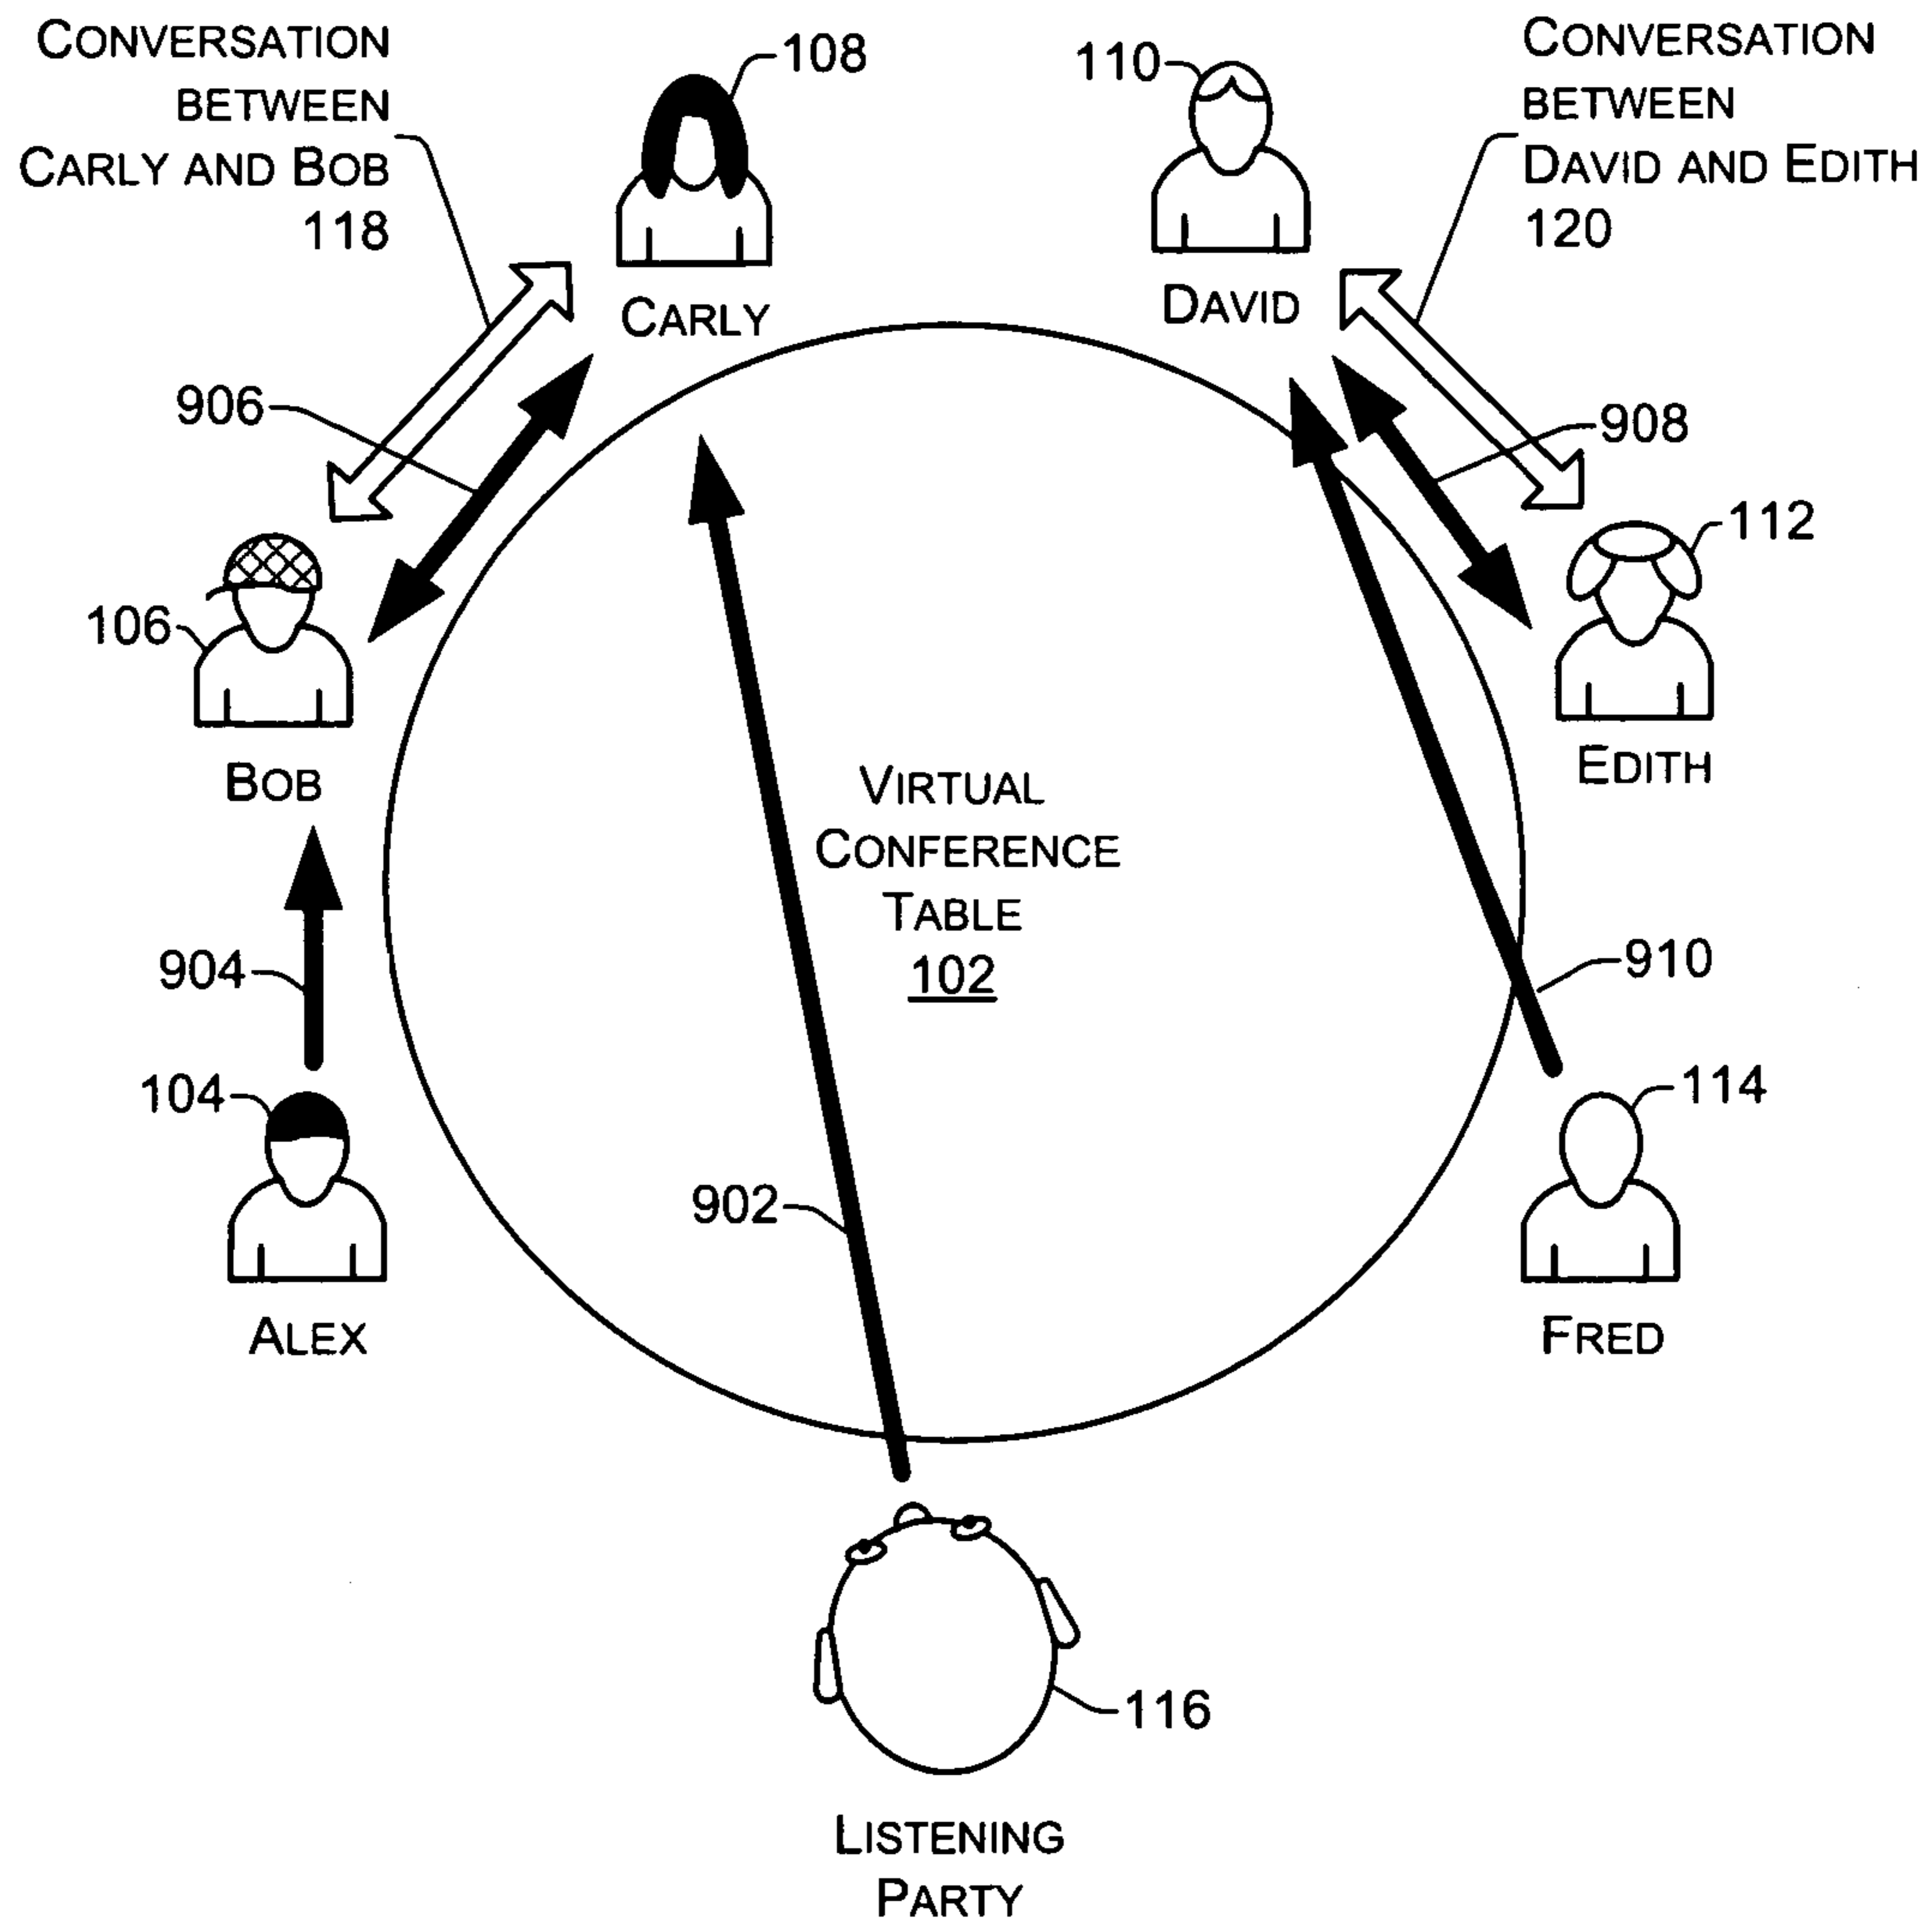 CONVERSATION
BETWEEN
CARLY AND BOB
118
108
CARLY
110
DAVID
CONVERSATION
BETWEEN
DAVID AND EDITH
120
906
908
112
EDITH
106
BOB
VIRTUAL
CONFERENCE
TABLE
102
904
910
104
ALEX
114
FRED
902
116
LISTENING
PARTY